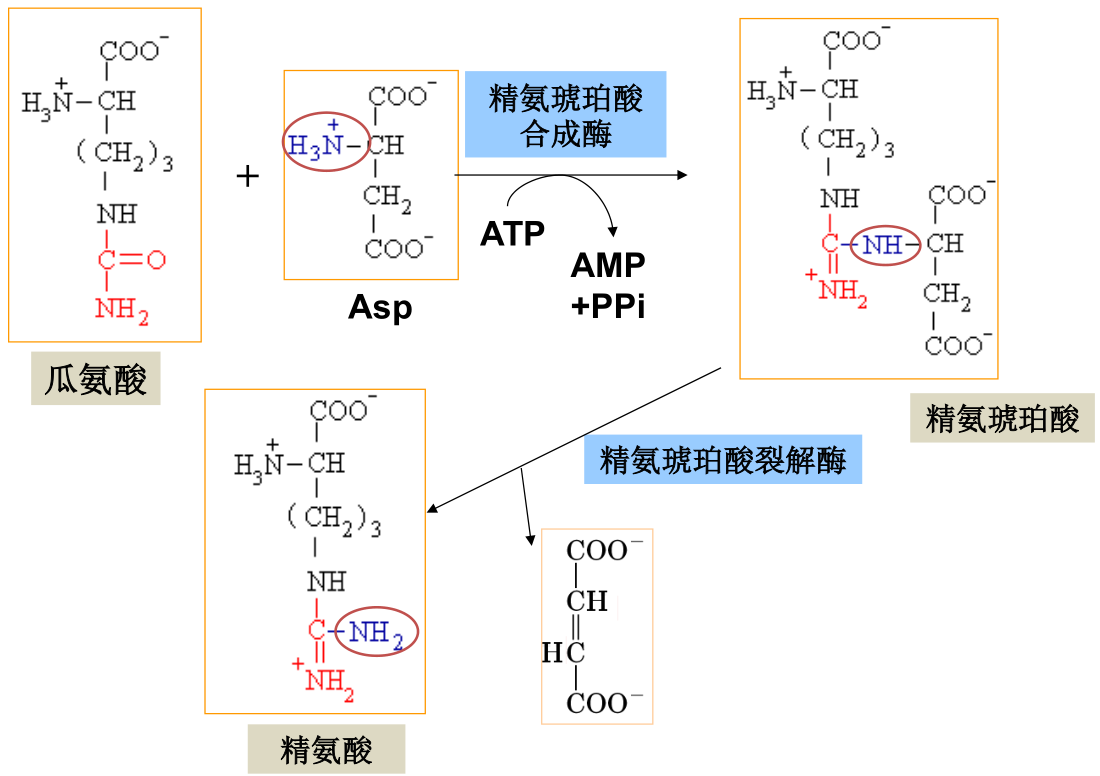 COO⁻
H₃N⁺－CH
(CH₂)₃
NH
C＝O
NH₂
瓜氨酸
+
COO⁻
H₃N⁺－CH
CH₂
COO⁻
Asp
精氨琥珀酸
合成酶
ATP
AMP
+PPi
COO⁻
H₃N⁺－CH
(CH₂)₃
NH
COO⁻
C－NH－CH
⁺NH₂
CH₂
COO⁻
精氨琥珀酸
精氨琥珀酸裂解酶
COO⁻
H₃N⁺－CH
(CH₂)₃
NH
C－NH₂
⁺NH₂
精氨酸
COO⁻
CH
HC
COO⁻